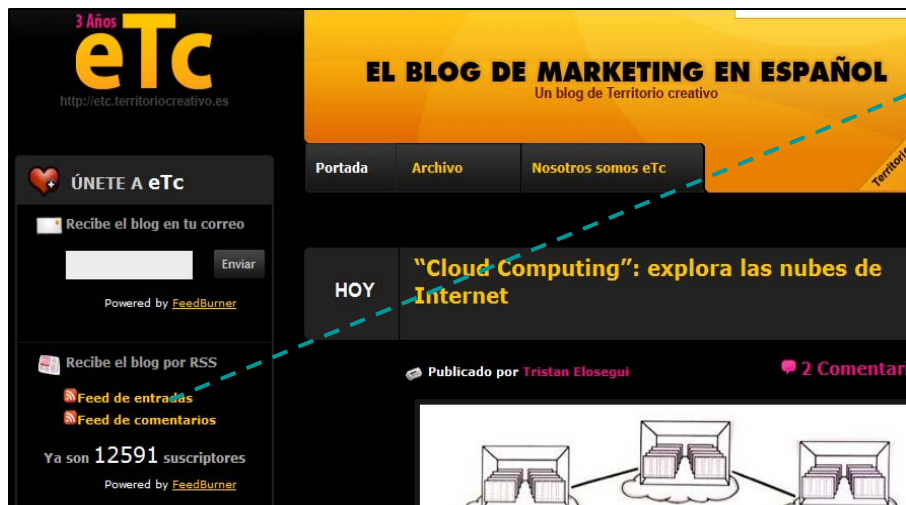 3 Años
eTc
http://etc.territoriocreativo.es
EL BLOG DE MARKETING EN ESPAÑOL
Un blog de Territorio creativo
Portada
Archivo
Nosotros somos eTc
ÚNETE A eTc
Recibe el blog en tu correo
Enviar
Powered by FeedBurner
Recibe el blog por RSS
Feed de entradas
Feed de comentarios
Ya son 12591 suscriptores
Powered by FeedBurner
HOY
"Cloud Computing": explora las nubes de
Internet
Publicado por Tristan Elosegui
2 Comentar